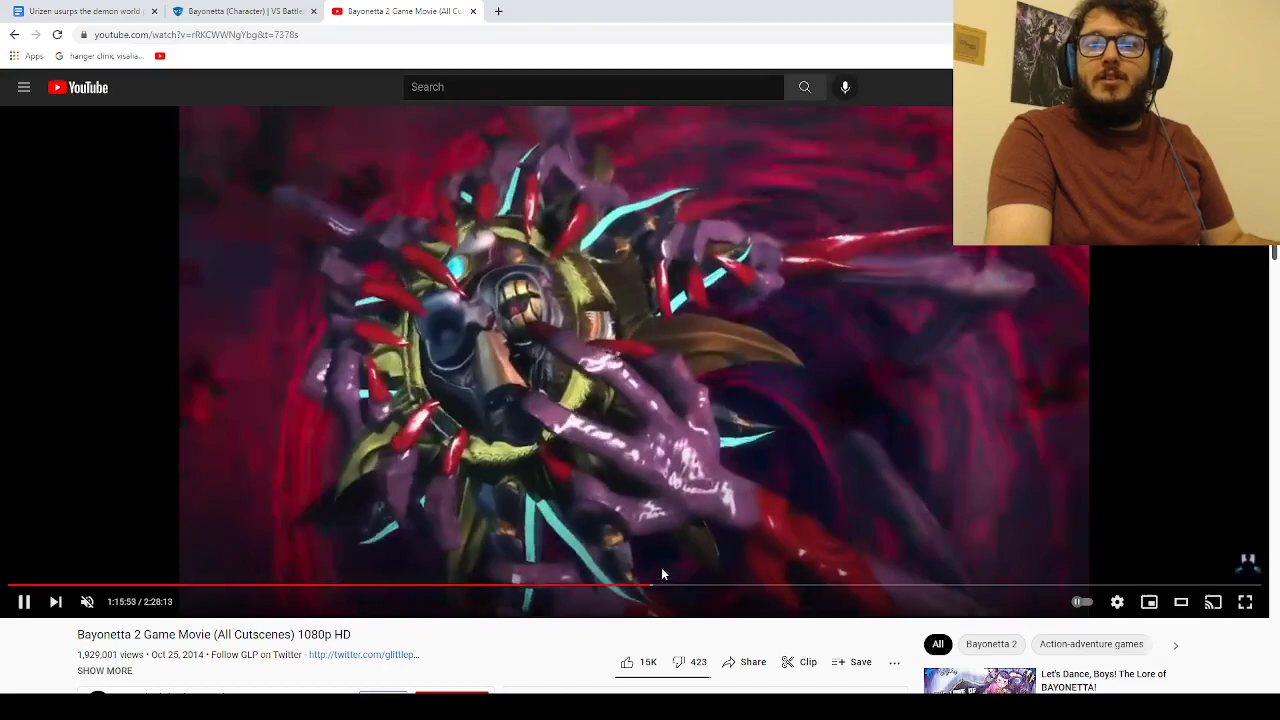 Urizen usurps the demon world
Bayonetta (Character) | VS Battle
Bayonetta 2 Game Movie (All Cuts
youtube.com/watch?v=rRKCWWNgYbg&t=7378s
Apps
hanger clinic visalia...
YouTube
Search
1:15:53 / 2:28:13
Bayonetta 2 Game Movie (All Cutscenes) 1080p HD
1,929,001 views • Oct 25, 2014 • Follow GLP on Twitter - http://twitter.com/glittlep...
SHOW MORE
15K
423
Share
Clip
Save
All
Bayonetta 2
Action-adventure games
Let's Dance, Boys! The Lore of
BAYONETTA!